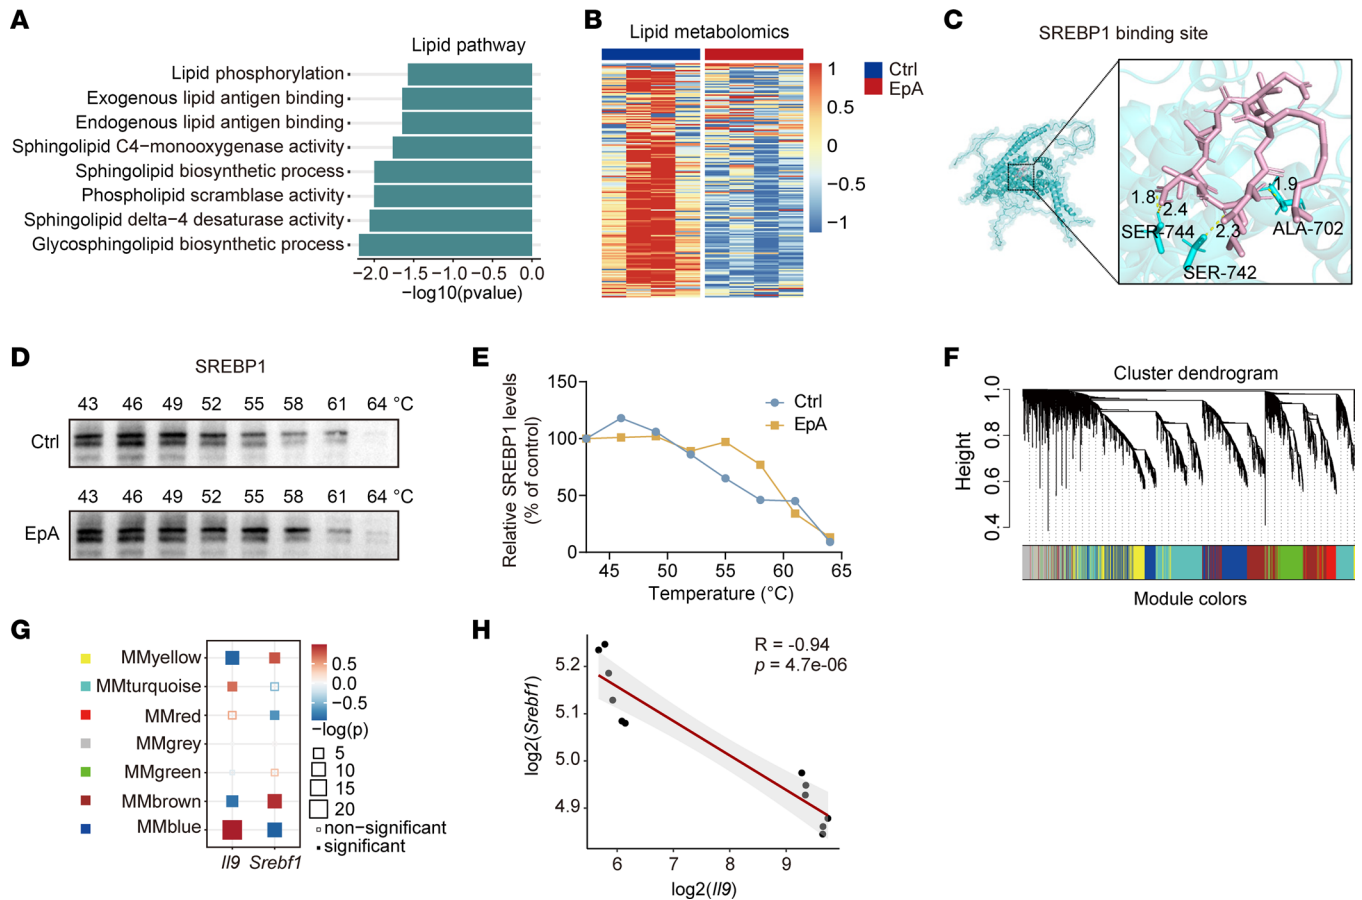 A
Lipid pathway
Lipid phosphorylation
Exogenous lipid antigen binding
Endogenous lipid antigen binding
Sphingolipid C4−monooxygenase activity
Sphingolipid biosynthetic process
Phospholipid scramblase activity
Sphingolipid delta−4 desaturase activity
Glycosphingolipid biosynthetic process
−2.0 −1.5 −1.0 −0.5 0.0
−log10(pvalue)
B
Lipid metabolomics
1
0.5
0
−0.5
−1
Ctrl
EpA
C
SREBP1 binding site
1.8
2.4
1.9
2.3
SER-744
ALA-702
SER-742
D
SREBP1
43 46 49 52 55 58 61 64 °C
Ctrl
43 46 49 52 55 58 61 64 °C
EpA
E
Relative SREBP1 levels
(% of control)
150
100
50
0
45 50 55 60 65
Temperature (°C)
Ctrl
EpA
F
Cluster dendrogram
Height
1.0
0.8
0.6
0.4
Module colors
G
MMyellow
MMturquoise
MMred
MMgrey
MMgreen
MMbrown
MMblue
Il9 Srebf1
0.5
0.0
−0.5
−log(p)
5
10
15
20
non−significant
significant
H
R = -0.94
p = 4.7e-06
log2(Srebf1)
5.2
5.1
5.0
4.9
6 7 8 9
log2(Il9)